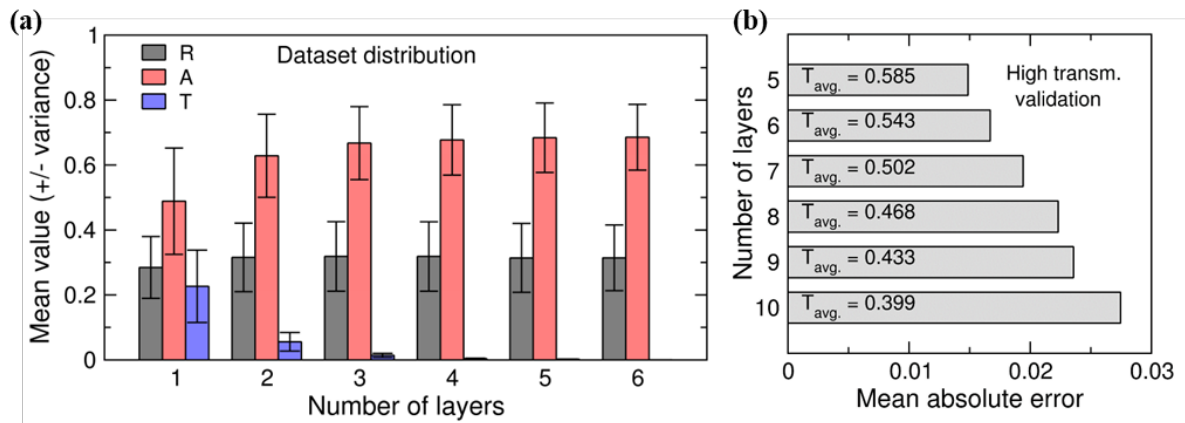 (a)
1
0.8
0.6
0.4
0.2
0
Mean value (+/- variance)
R
A
T
Dataset distribution
1 2 3 4 5 6
Number of layers
(b)
Number of layers
High transm.
validation
5 Tavg. = 0.585
6 Tavg. = 0.543
7 Tavg. = 0.502
8 Tavg. = 0.468
9 Tavg. = 0.433
10 Tavg. = 0.399
0 0.01 0.02 0.03
Mean absolute error